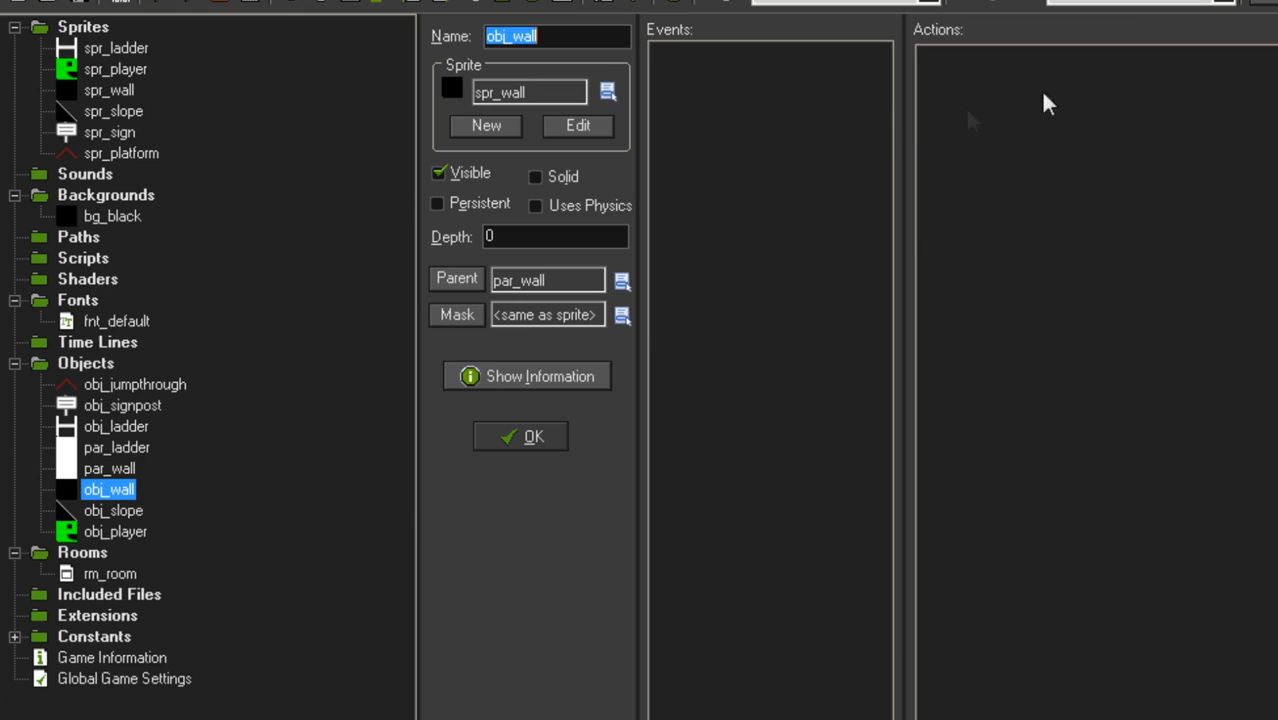 Sprites
spr_ladder
spr_player
spr_wall
spr_slope
spr_sign
spr_platform
Sounds
Backgrounds
bg_black
Paths
Scripts
Shaders
Fonts
fnt_default
Time Lines
Objects
obj_jumpthrough
obj_signpost
obj_ladder
par_ladder
par_wall
obj_wall
obj_slope
obj_player
Rooms
rm_room
Included Files
Extensions
Constants
Game Information
Global Game Settings
Name: obj_wall
Sprite
spr_wall
New Edit
Visible Solid
Persistent Uses Physics
Depth: 0
Parent par_wall
Mask <same as sprite>
Show Information
OK
Events:
Actions: